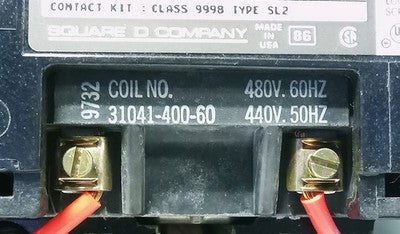 CONTACT KIT : CLASS 9998 TYPE SL2
SQUARE D COMPANY
MADE IN
USA
86
9732
COIL NO. 480V. 60HZ
31041-400-60 440V. 50HZ